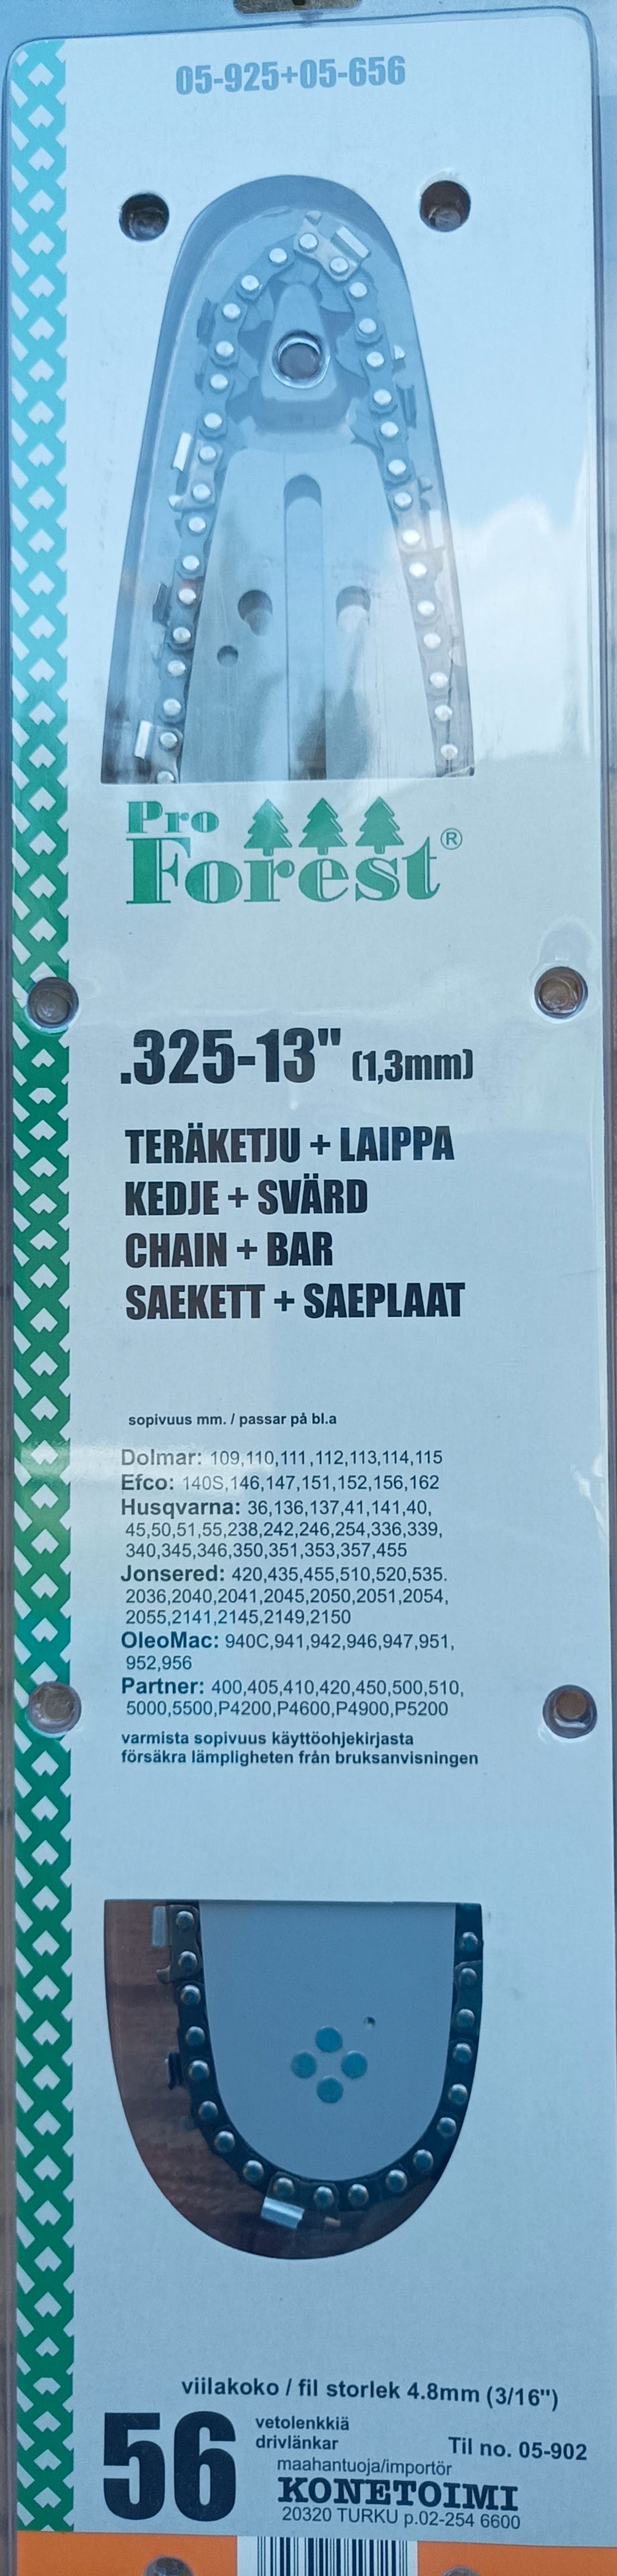 05-925+05-656
Pro
Forest®
.325-13" (1,3mm)
TERÄKETJU + LAIPPA
KEDJE + SVÄRD
CHAIN + BAR
SAEKETT + SAEPLAAT
sopivuus mm. / passar på bl.a
Dolmar: 109,110,111,112,113,114,115
Efco: 140S,146,147,151,152,156,162
Husqvarna: 36,136,137,41,141,40,
45,50,51,55,238,242,246,254,336,339,
340,345,346,350,351,353,357,455
Jonsered: 420,435,455,510,520,535.
2036,2040,2041,2045,2050,2051,2054,
2055,2141,2145,2149,2150
OleoMac: 940C,941,942,946,947,951,
952,956
Partner: 400,405,410,420,450,500,510,
5000,5500,P4200,P4600,P4900,P5200
varmista sopivuus käyttöohjekirjasta
försäkra lämpligheten från bruksanvisningen
viilakoko / fil storlek 4.8mm (3/16")
56
vetolenkkiä
drivlänkar
Til no. 05-902
maahantuoja/importör
KONETOIMI
20320 TURKU p.02-254 6600